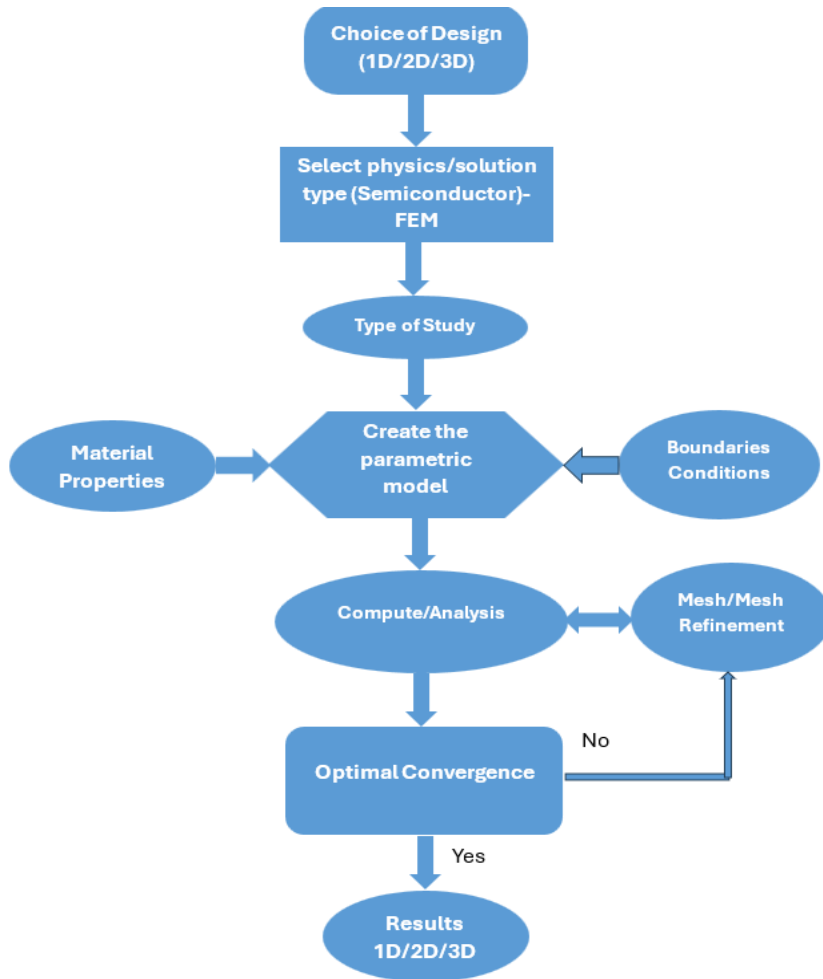 Choice of Design
(1D/2D/3D)
Select physics/solution
type (Semiconductor)-
FEM
Type of Study
Material
Properties
Create the
parametric
model
Boundaries
Conditions
Compute/Analysis
Mesh/Mesh
Refinement
Optimal Convergence
No
Yes
Results
1D/2D/3D